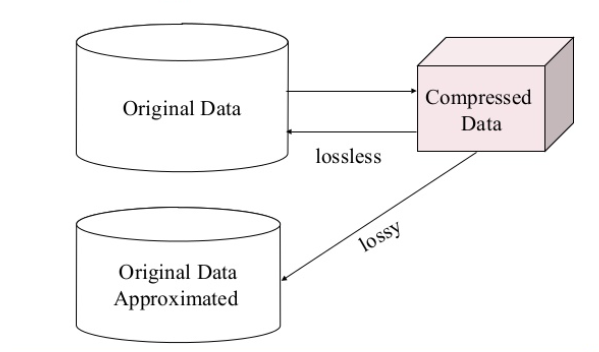 Original Data
Compressed
Data
lossless
lossy
Original Data
Approximated